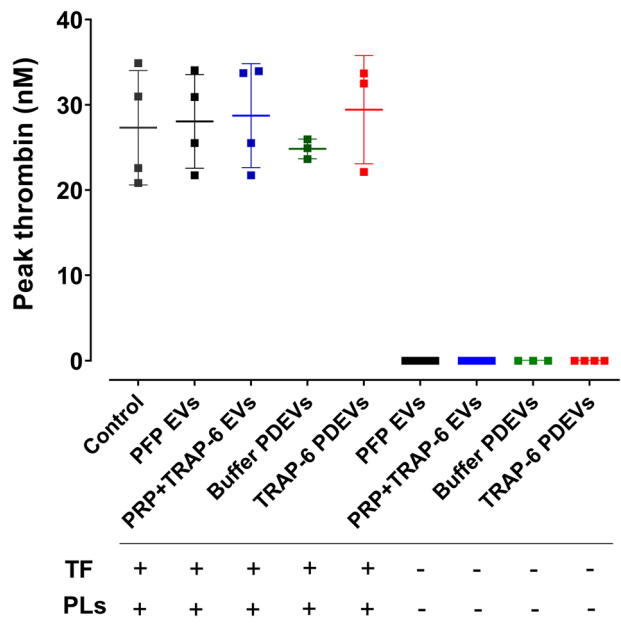 Peak thrombin (nM)
40
30
20
10
0
Control
PFP EVs
PRP+TRAP-6 EVs
Buffer PDEVs
TRAP-6 PDEVs
PFP EVs
PRP+TRAP-6 EVs
Buffer PDEVs
TRAP-6 PDEVs
TF + + + + + - - - -
PLs + + + + + - - - -